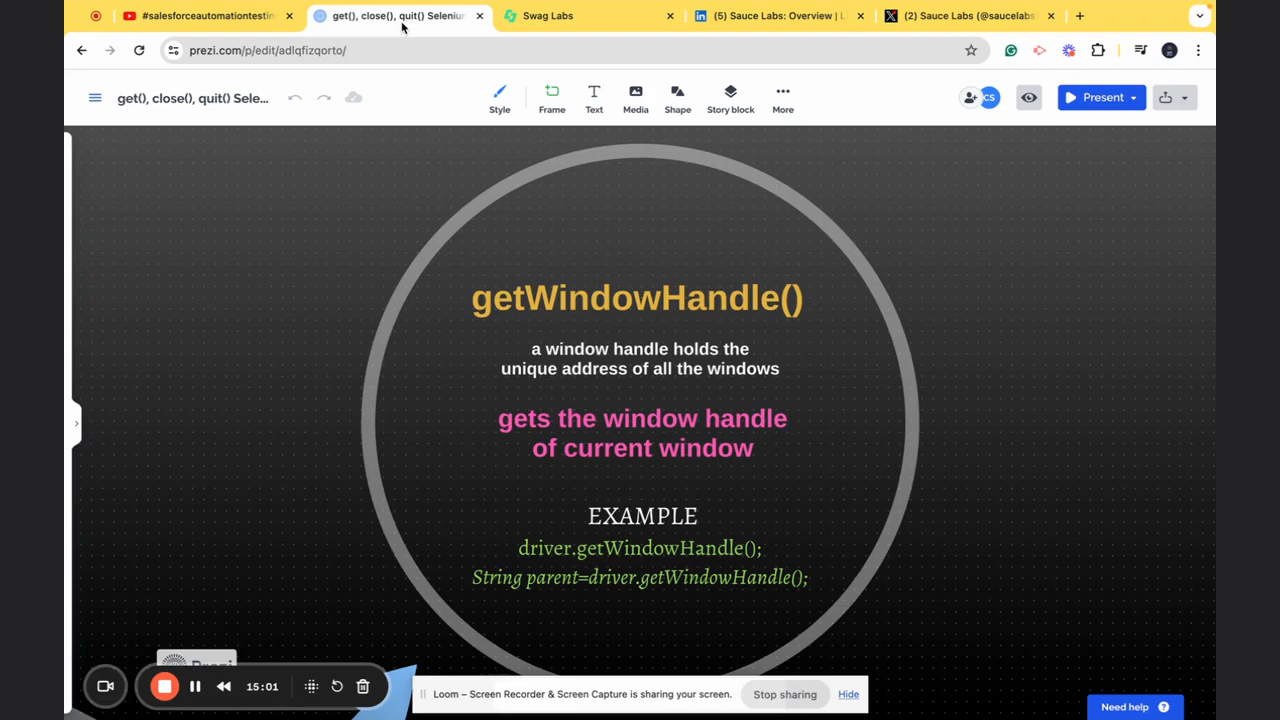 #salesforceautomationtestin
get(), close(), quit() Seleniu
Swag Labs
(5) Sauce Labs: Overview | L
(2) Sauce Labs (@saucelabs
prezi.com/p/edit/adlqfizqorto/
get(), close(), quit() Sele...
Style
Frame
Text
Media
Shape
Story block
More
CS
Present
getWindowHandle()
a window handle holds the
unique address of all the windows
gets the window handle
of current window
EXAMPLE
driver.getWindowHandle();
String parent=driver.getWindowHandle();
Prezi
15:01
Loom – Screen Recorder & Screen Capture is sharing your screen.
Stop sharing
Hide
Need help ?